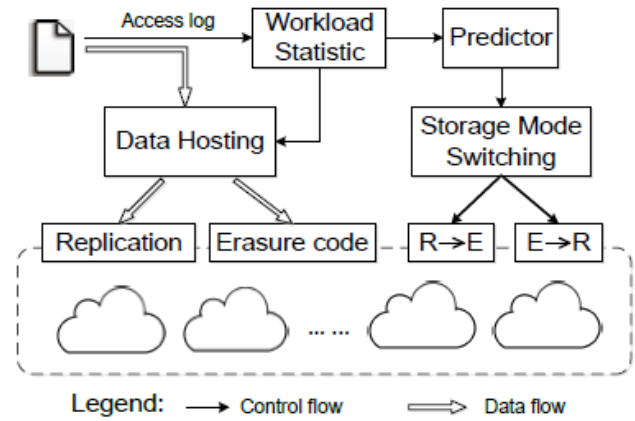 Access log
Workload
Statistic
Predictor
Data Hosting
Storage Mode
Switching
Replication
Erasure code
R→E
E→R
... ...
Legend: → Control flow ⇒ Data flow